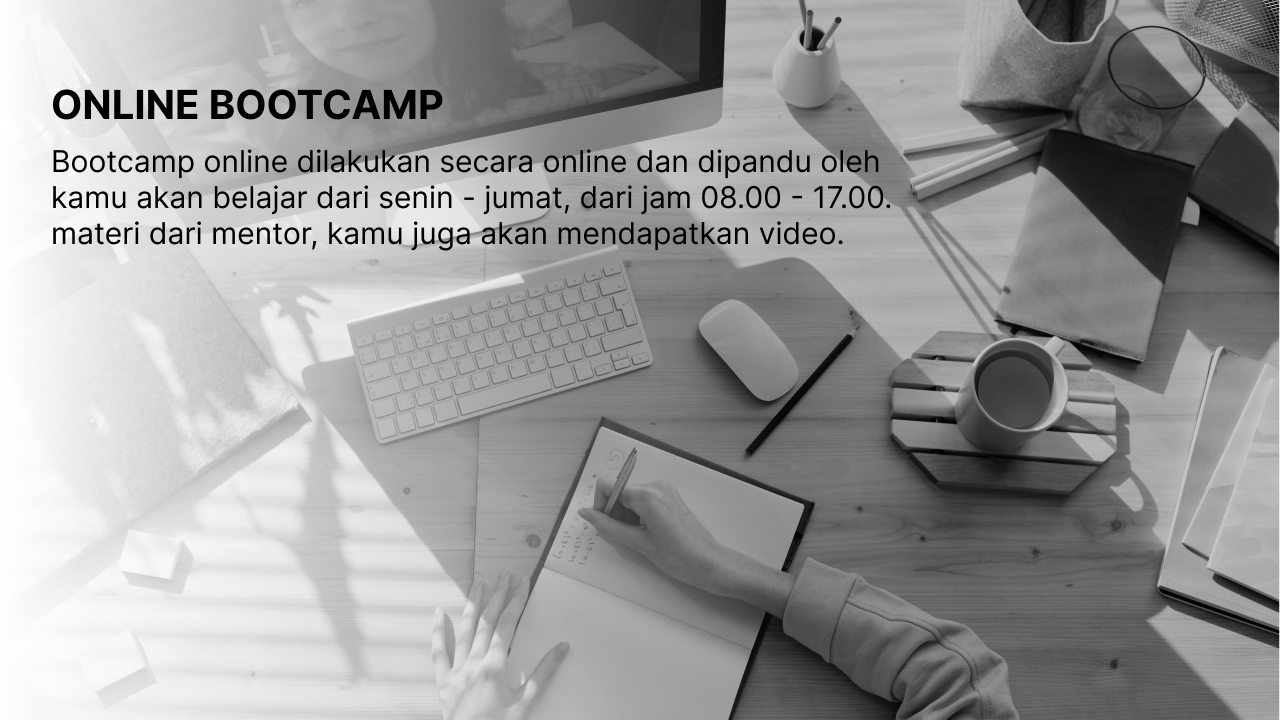 ONLINE BOOTCAMP
Bootcamp online dilakukan secara online dan dipandu oleh
kamu akan belajar dari senin - jumat, dari jam 08.00 - 17.00.
materi dari mentor, kamu juga akan mendapatkan video.